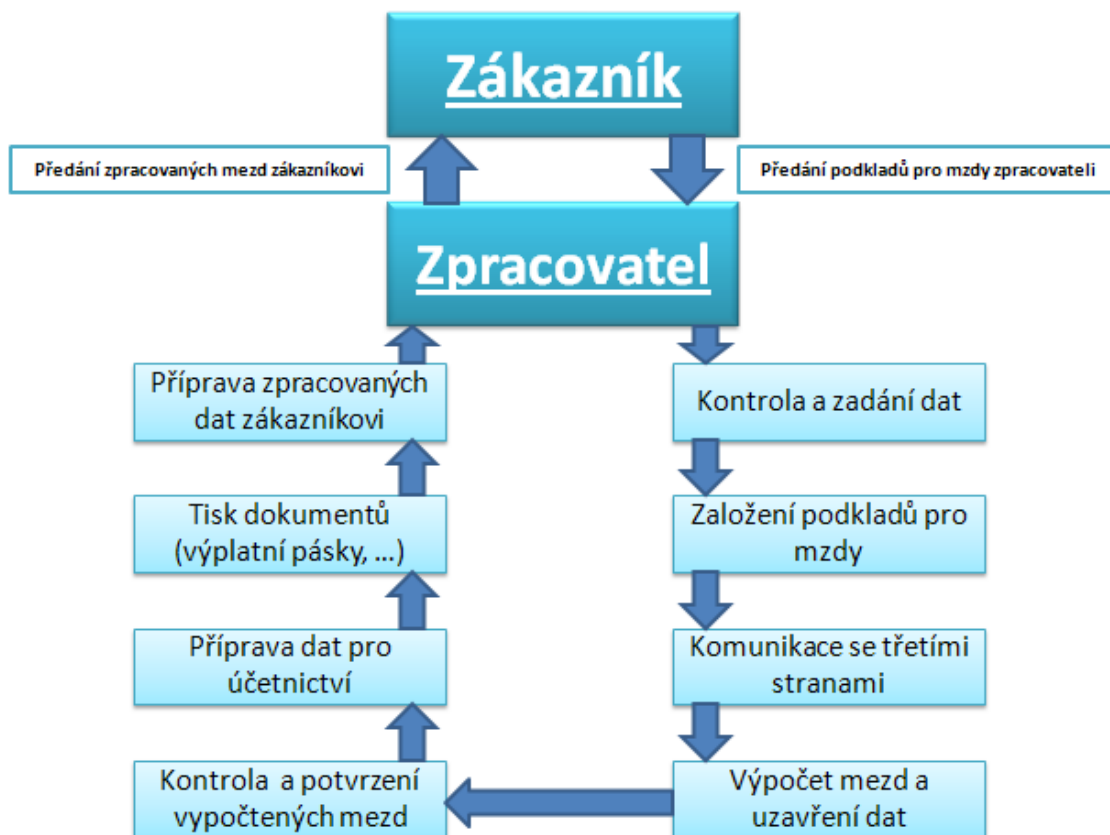 Zákazník
Předání zpracovaných mezd zákazníkovi
Předání podkladů pro mzdy zpracovateli
Zpracovatel
Příprava zpracovaných
dat zákazníkovi
Kontrola a zadání dat
Tisk dokumentů
(výplatní pásky, ...)
Založení podkladů pro
mzdy
Příprava dat pro
účetnictví
Komunikace se třetími
stranami
Kontrola a potvrzení
vypočtených mezd
Výpočet mezd a
uzavření dat